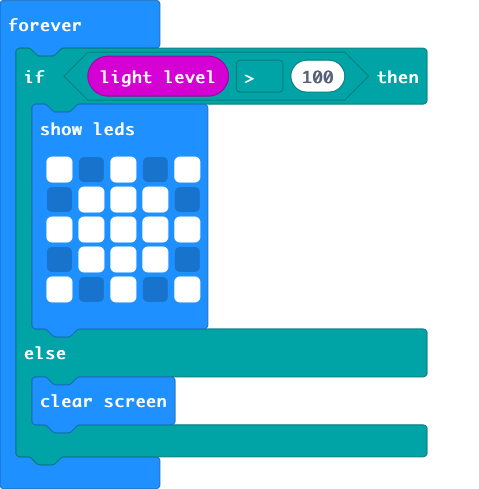 forever
if light level > 100 then
show leds
else
clear screen